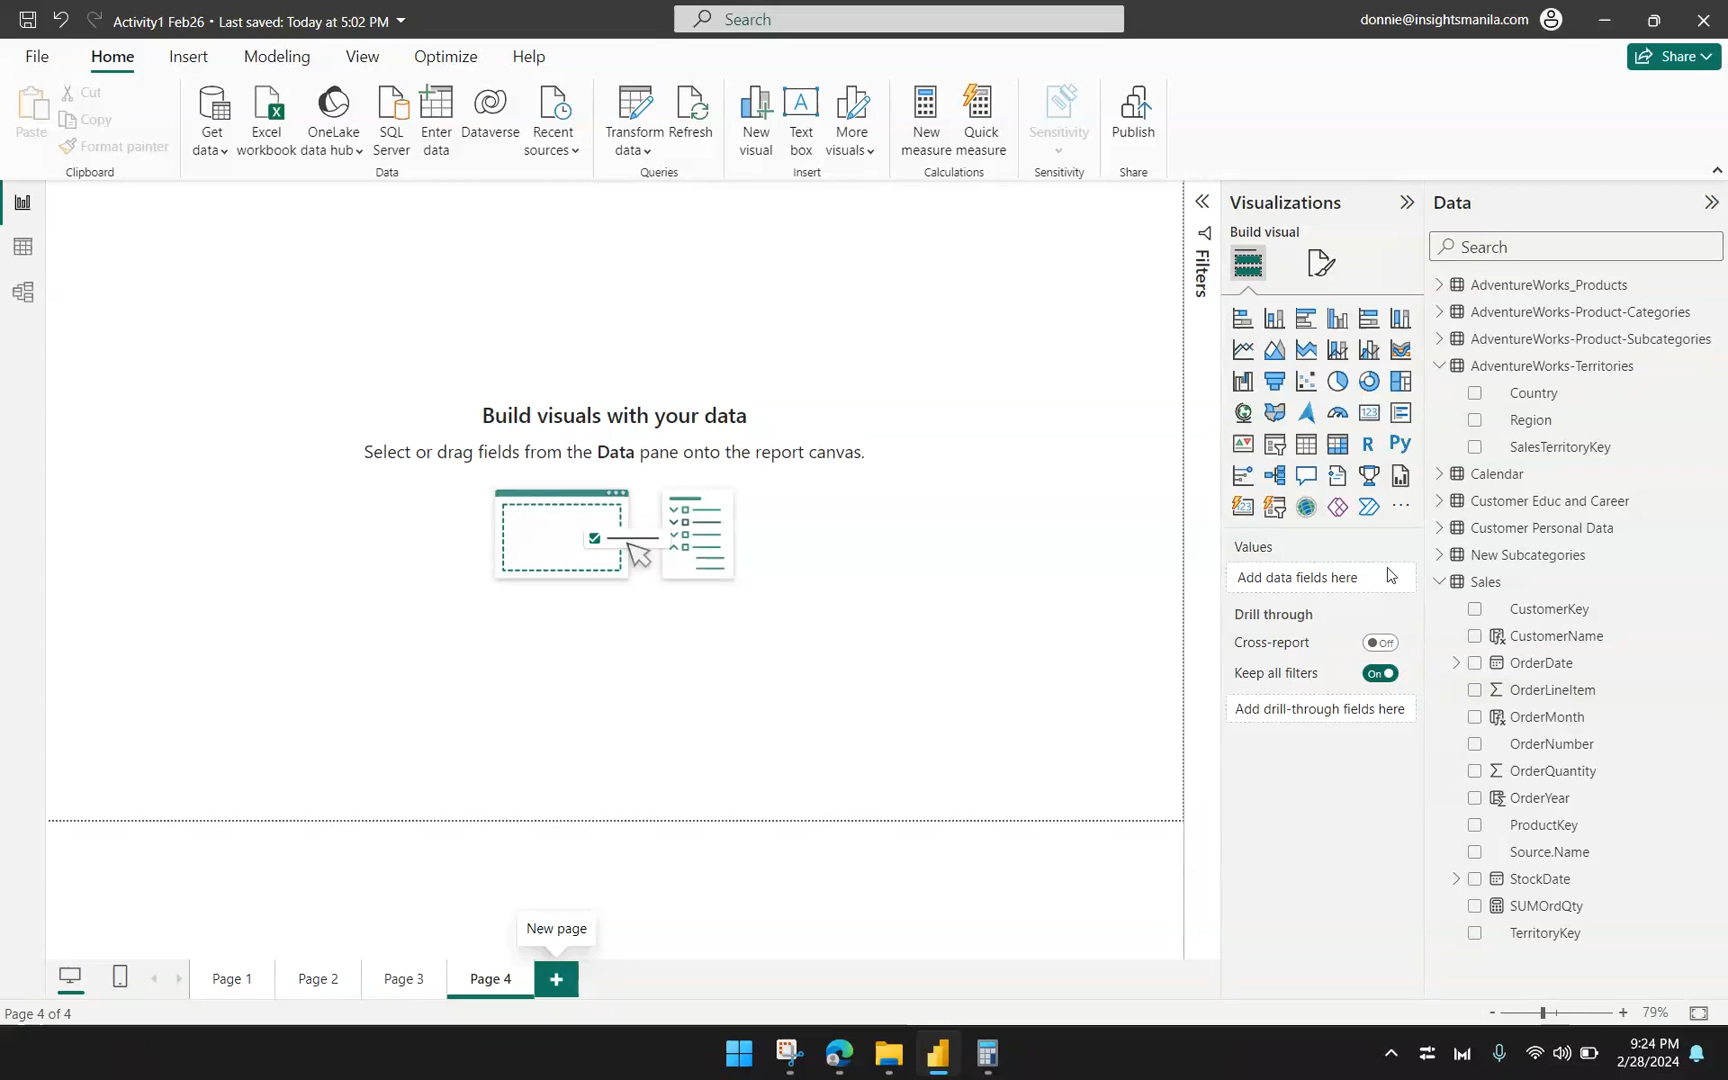 Activity1 Feb26 • Last saved: Today at 5:02 PM
Search
donnie@insightsmanila.com
File
Home
Insert
Modeling
View
Optimize
Help
Share
Paste
Cut
Copy
Format painter
Clipboard
Get data
Excel workbook
OneLake data hub
SQL Server
Enter data
Dataverse
Recent sources
Data
Transform data
Refresh
Queries
New visual
Text box
More visuals
Insert
New measure
Quick measure
Calculations
Sensitivity
Sensitivity
Publish
Share
Build visuals with your data
Select or drag fields from the Data pane onto the report canvas.
Filters
Visualizations
Build visual
R
Py
123
Values
Add data fields here
Drill through
Cross-report
Off
Keep all filters
On
Add drill-through fields here
Data
Search
AdventureWorks_Products
AdventureWorks-Product-Categories
AdventureWorks-Product-Subcategories
AdventureWorks-Territories
Country
Region
SalesTerritoryKey
Calendar
Customer Educ and Career
Customer Personal Data
New Subcategories
Sales
CustomerKey
CustomerName
OrderDate
OrderLineItem
OrderMonth
OrderNumber
OrderQuantity
OrderYear
ProductKey
Source.Name
StockDate
SUMOrdQty
TerritoryKey
New page
Page 1
Page 2
Page 3
Page 4
Page 4 of 4
79%
9:24 PM
2/28/2024